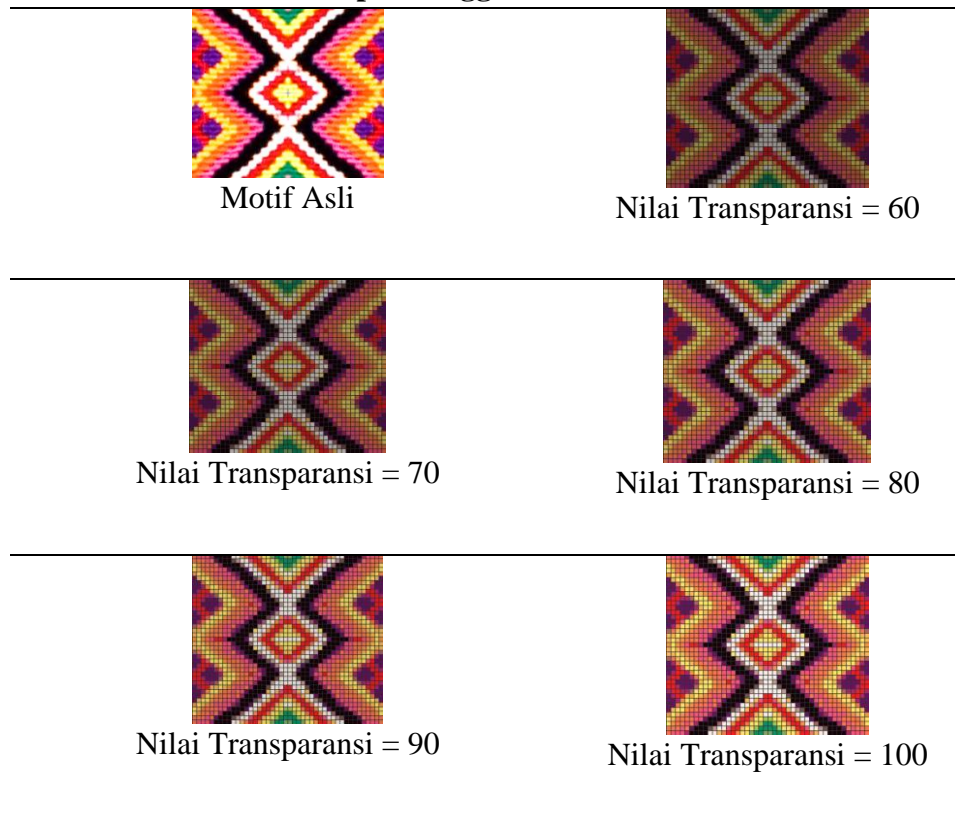 Motif Asli
Nilai Transparansi = 60
Nilai Transparansi = 70
Nilai Transparansi = 80
Nilai Transparansi = 90
Nilai Transparansi = 100